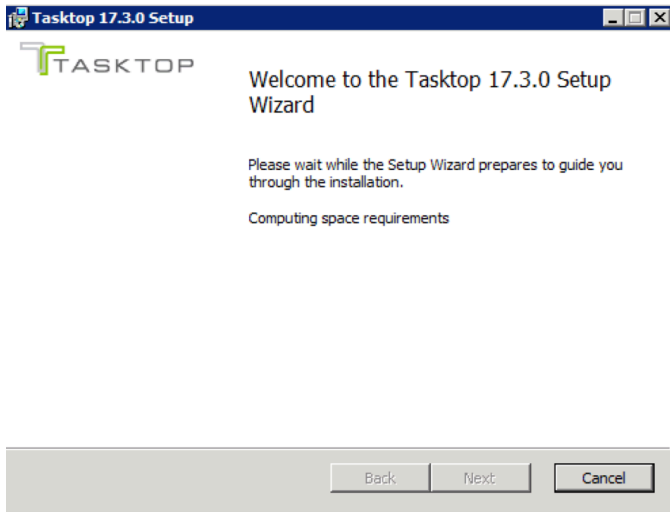 Tasktop 17.3.0 Setup
TASKTOP
Welcome to the Tasktop 17.3.0 Setup
Wizard
Please wait while the Setup Wizard prepares to guide you
through the installation.
Computing space requirements
Back
Next
Cancel